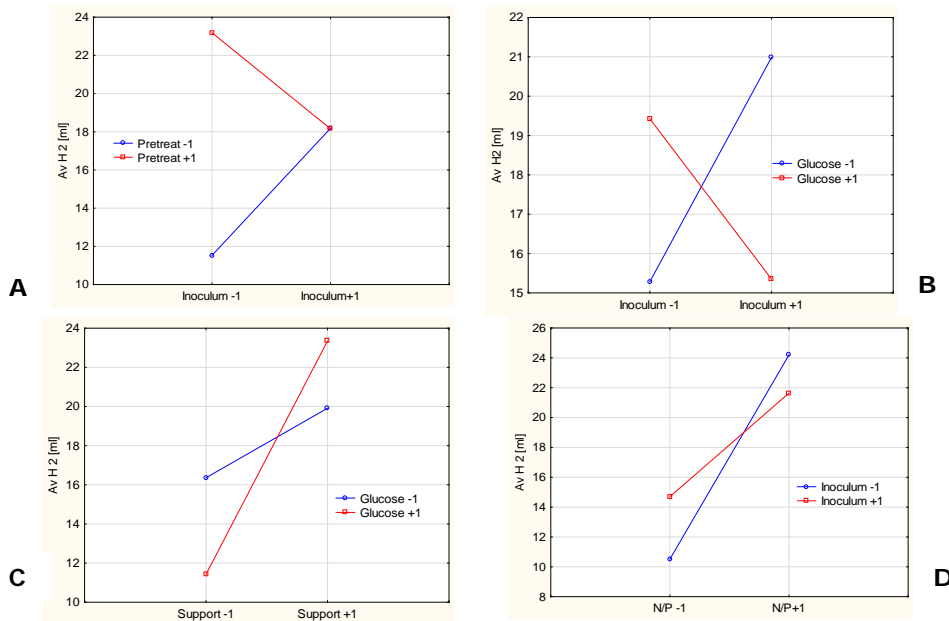 24
22
20
18
16
14
12
10
Av H 2 [ml]
Pretreat -1
Pretreat +1
Inoculum -1
Inoculum+1
A
22
21
20
19
18
17
16
15
Av H2 [ml]
Glucose -1
Glucose +1
Inoculum -1
Inoculum +1
B
24
22
20
18
16
14
12
10
Av H 2 [ml]
Glucose -1
Glucose +1
Support -1
Support +1
C
26
24
22
20
18
16
14
12
10
8
Av H 2 [ml]
Inoculum -1
Inoculum +1
N/P -1
N/P+1
D